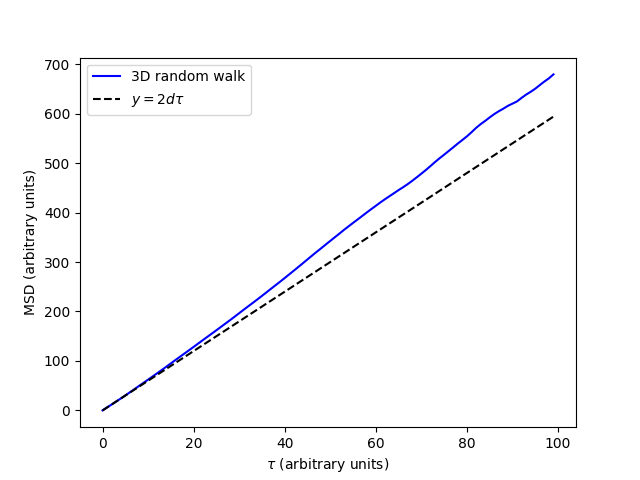 3D random walk
y = 2dτ
700
600
500
400
300
200
100
0
MSD (arbitrary units)
0 20 40 60 80 100
τ (arbitrary units)